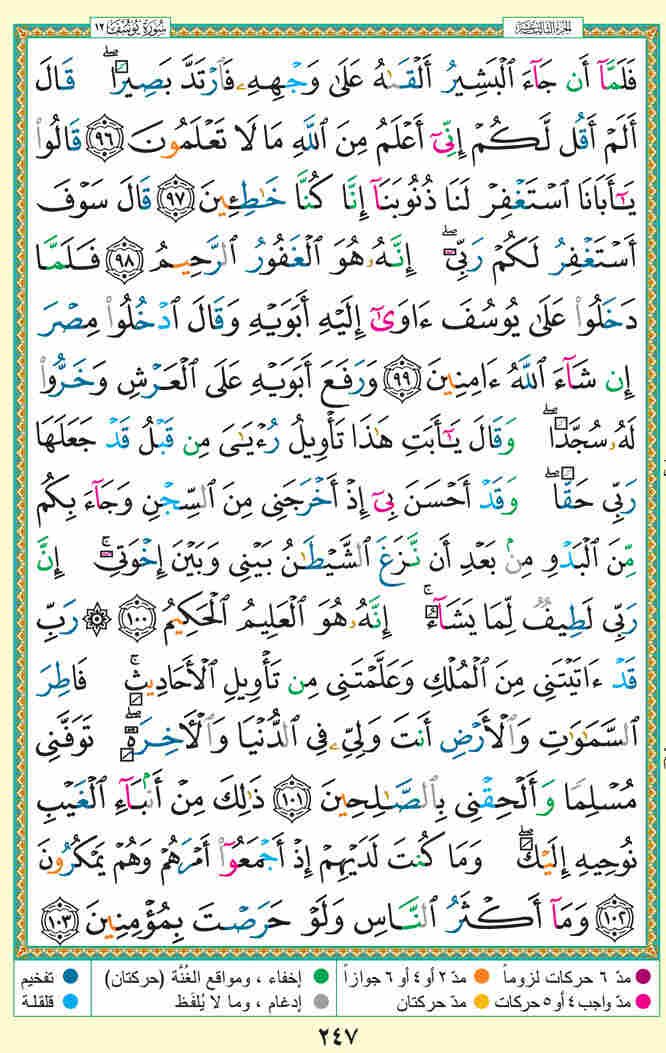 سُورَةُ يُوسُفَ ١٢
الجزء الثالث عشر
فَلَمَّآ أَن جَآءَ ٱلْبَشِيرُ أَلْقَىٰهُ عَلَىٰ وَجْهِهِۦ فَٱرْتَدَّ بَصِيرًاۖ قَالَ
أَلَمْ أَقُل لَّكُمْ إِنِّىٓ أَعْلَمُ مِنَ ٱللَّهِ مَا لَا تَعْلَمُونَ ٩٦ قَالُوا۟
يَـٰٓأَبَانَا ٱسْتَغْفِرْ لَنَا ذُنُوبَنَآ إِنَّا كُنَّا خَـٰطِـِٔينَ ٩٧ قَالَ سَوْفَ
أَسْتَغْفِرُ لَكُمْ رَبِّىٓۖ إِنَّهُۥ هُوَ ٱلْغَفُورُ ٱلرَّحِيمُ ٩٨ فَلَمَّا
دَخَلُوا۟ عَلَىٰ يُوسُفَ ءَاوَىٰٓ إِلَيْهِ أَبَوَيْهِ وَقَالَ ٱدْخُلُوا۟ مِصْرَ
إِن شَآءَ ٱللَّهُ ءَامِنِينَ ٩٩ وَرَفَعَ أَبَوَيْهِ عَلَى ٱلْعَرْشِ وَخَرُّوا۟
لَهُۥ سُجَّدًاۖ وَقَالَ يَـٰٓأَبَتِ هَـٰذَا تَأْوِيلُ رُءْيَـٰىَ مِن قَبْلُ قَدْ جَعَلَهَا
رَبِّى حَقًّاۖ وَقَدْ أَحْسَنَ بِىٓ إِذْ أَخْرَجَنِى مِنَ ٱلسِّجْنِ وَجَآءَ بِكُم
مِّنَ ٱلْبَدْوِ مِنۢ بَعْدِ أَن نَّزَغَ ٱلشَّيْطَـٰنُ بَيْنِى وَبَيْنَ إِخْوَتِىٓۚ إِنَّ
رَبِّى لَطِيفٌ لِّمَا يَشَآءُۚ إِنَّهُۥ هُوَ ٱلْعَلِيمُ ٱلْحَكِيمُ ١٠٠ ۞ رَبِّ
قَدْ ءَاتَيْتَنِى مِنَ ٱلْمُلْكِ وَعَلَّمْتَنِى مِن تَأْوِيلِ ٱلْأَحَادِيثِۚ فَاطِرَ
ٱلسَّمَـٰوَٰتِ وَٱلْأَرْضِ أَنتَ وَلِىِّۦ فِى ٱلدُّنْيَا وَٱلْـَٔاخِرَةِۖ تَوَفَّنِى
مُسْلِمًا وَأَلْحِقْنِى بِٱلصَّـٰلِحِينَ ١٠١ ذَٰلِكَ مِنْ أَنۢبَآءِ ٱلْغَيْبِ
نُوحِيهِ إِلَيْكَۖ وَمَا كُنتَ لَدَيْهِمْ إِذْ أَجْمَعُوٓا۟ أَمْرَهُمْ وَهُمْ يَمْكُرُونَ
١٠٢ وَمَآ أَكْثَرُ ٱلنَّاسِ وَلَوْ حَرَصْتَ بِمُؤْمِنِينَ ١٠٣
مدّ ٦ حركات لزوماً مدّ ٢ أو ٤ أو ٦ جوازاً إخفاء ، ومواقع الغُنَّة (حركتان) تفخيم
مدّ واجب ٤ أو ٥ حركات مدّ حركتان إدغام ، وما لا يُلفَظ قلقلة
٢٤٧